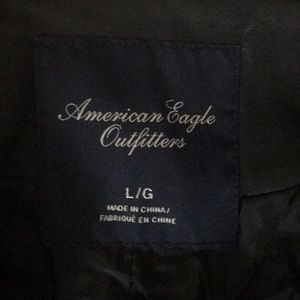 American Eagle
Outfitters
L/G
MADE IN CHINA/
FABRIQUÉ EN CHINE